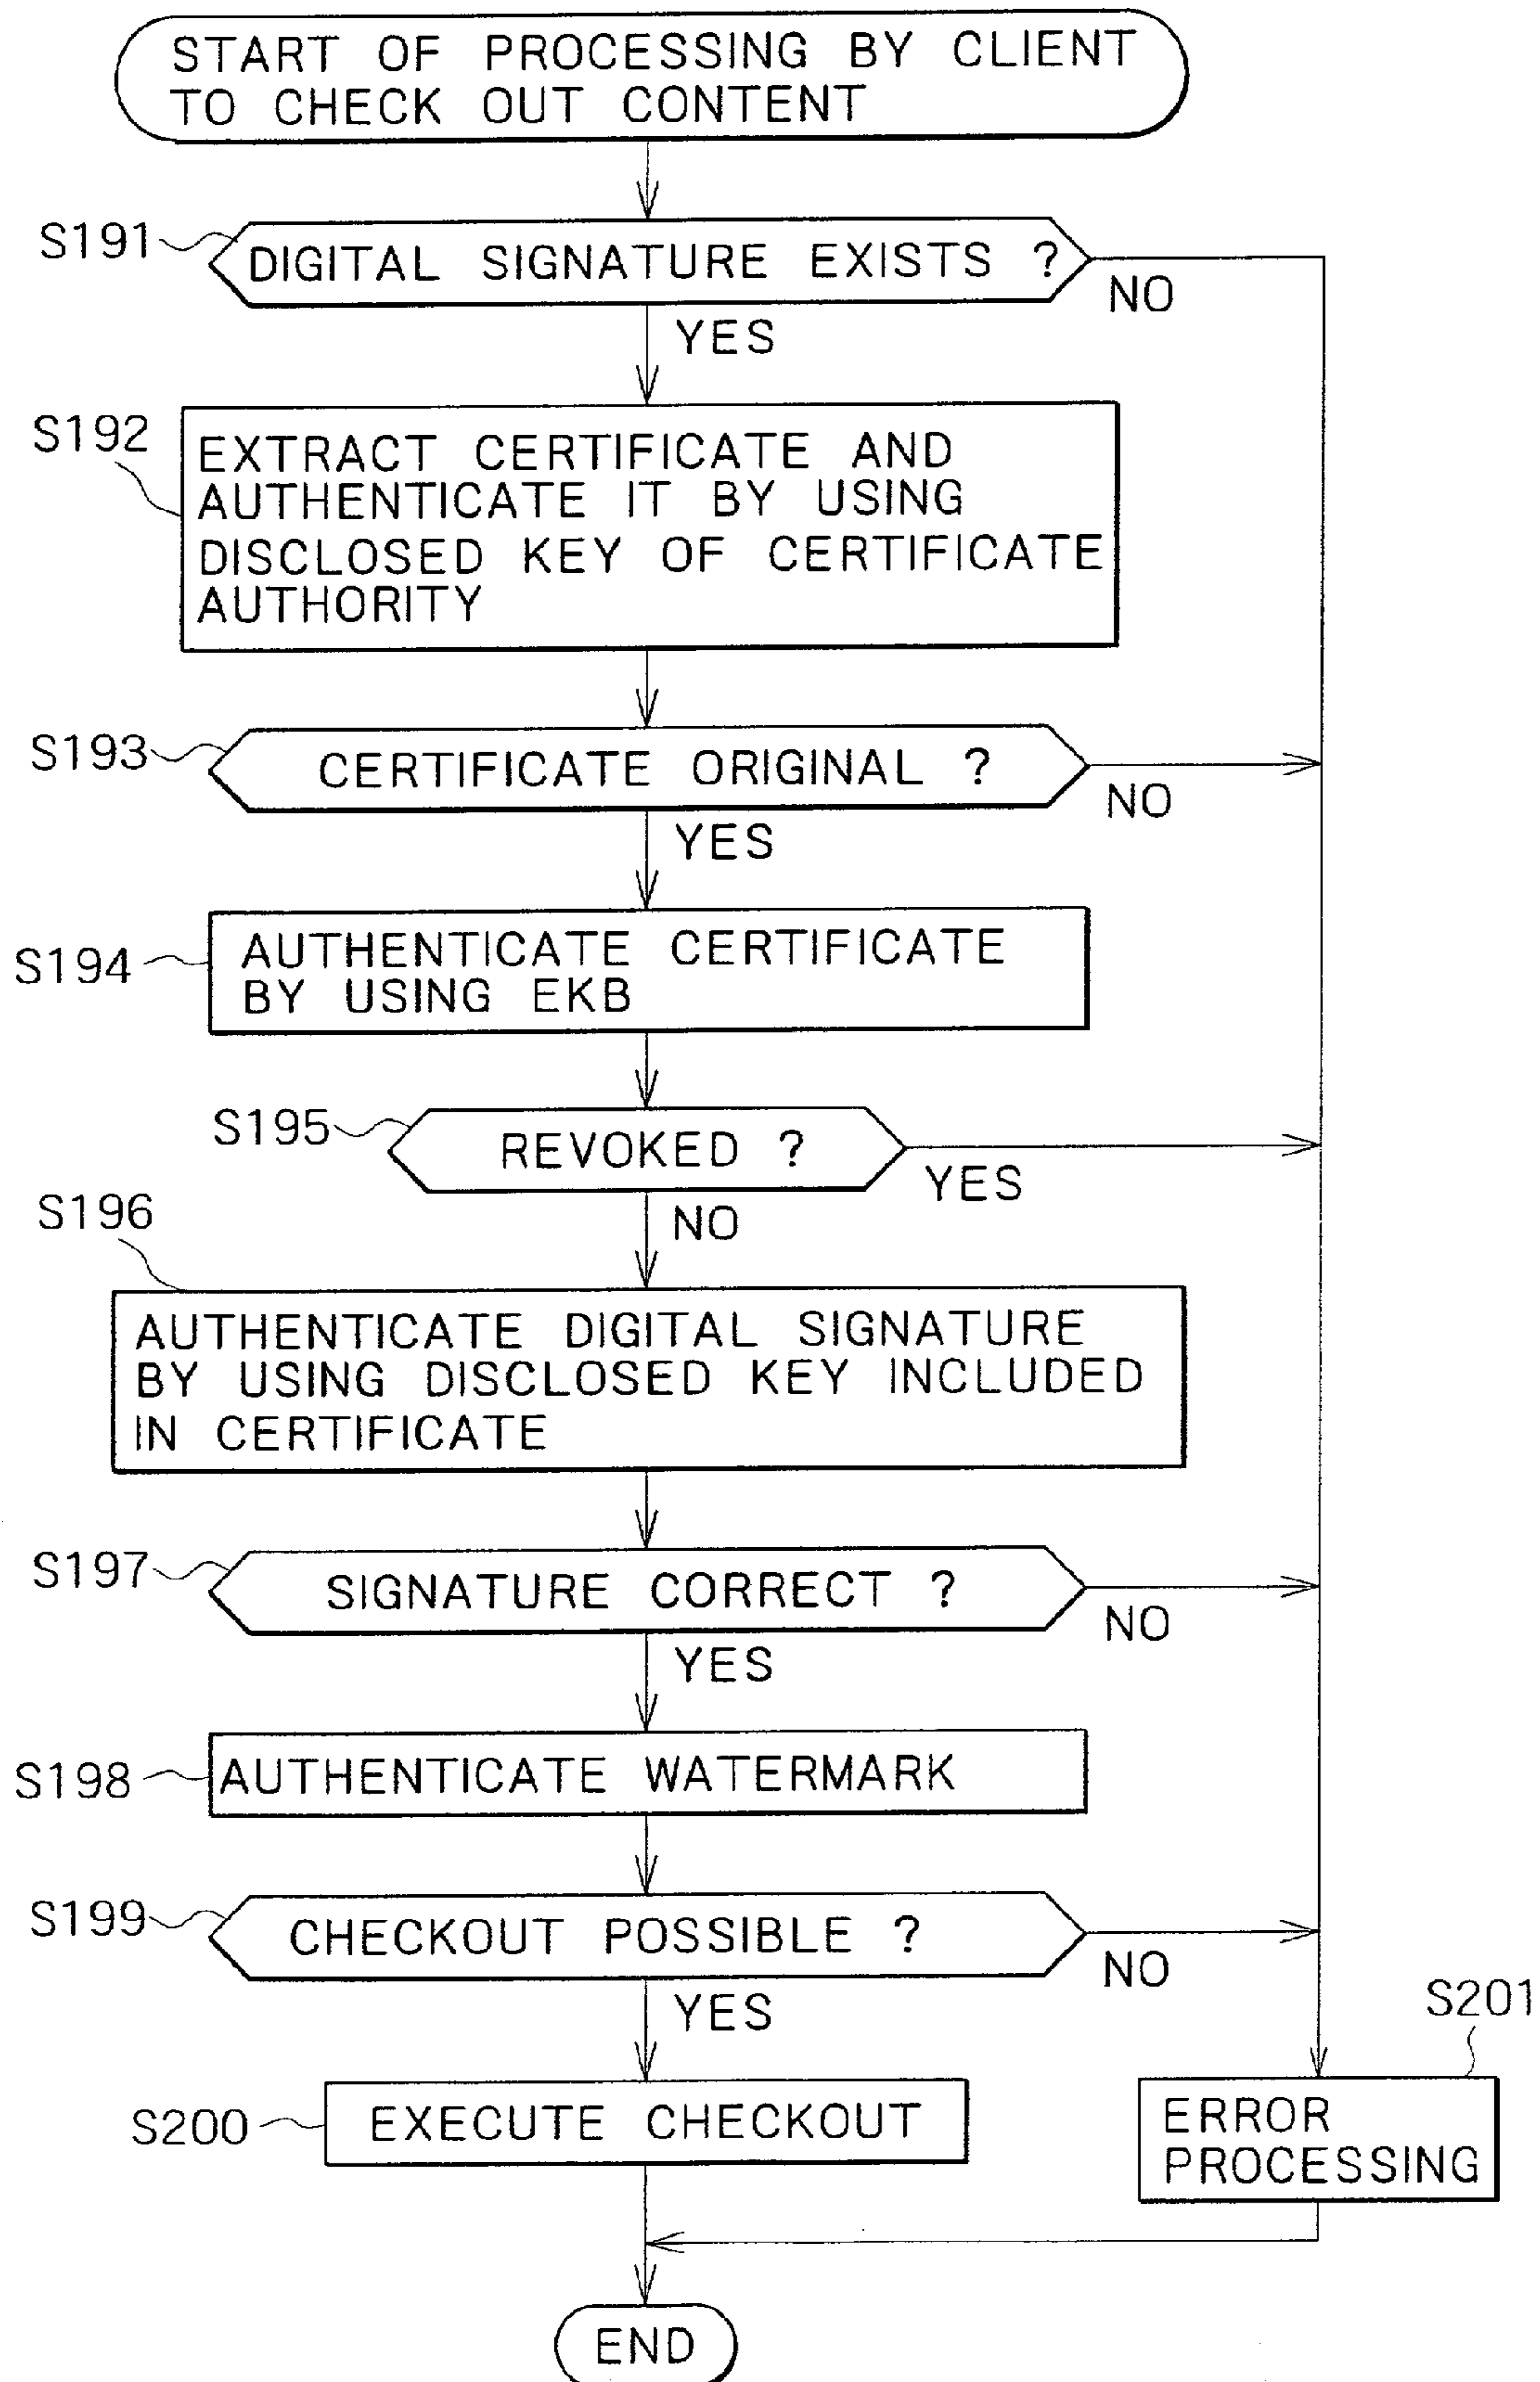 START OF PROCESSING BY CLIENT
TO CHECK OUT CONTENT
S191
DIGITAL SIGNATURE EXISTS ?
NO
YES
S192
EXTRACT CERTIFICATE AND
AUTHENTICATE IT BY USING
DISCLOSED KEY OF CERTIFICATE
AUTHORITY
S193
CERTIFICATE ORIGINAL ?
NO
YES
S194
AUTHENTICATE CERTIFICATE
BY USING EKB
S195
REVOKED ?
YES
NO
S196
AUTHENTICATE DIGITAL SIGNATURE
BY USING DISCLOSED KEY INCLUDED
IN CERTIFICATE
S197
SIGNATURE CORRECT ?
NO
YES
S198
AUTHENTICATE WATERMARK
S199
CHECKOUT POSSIBLE ?
NO
YES
S201
S200
EXECUTE CHECKOUT
ERROR
PROCESSING
END